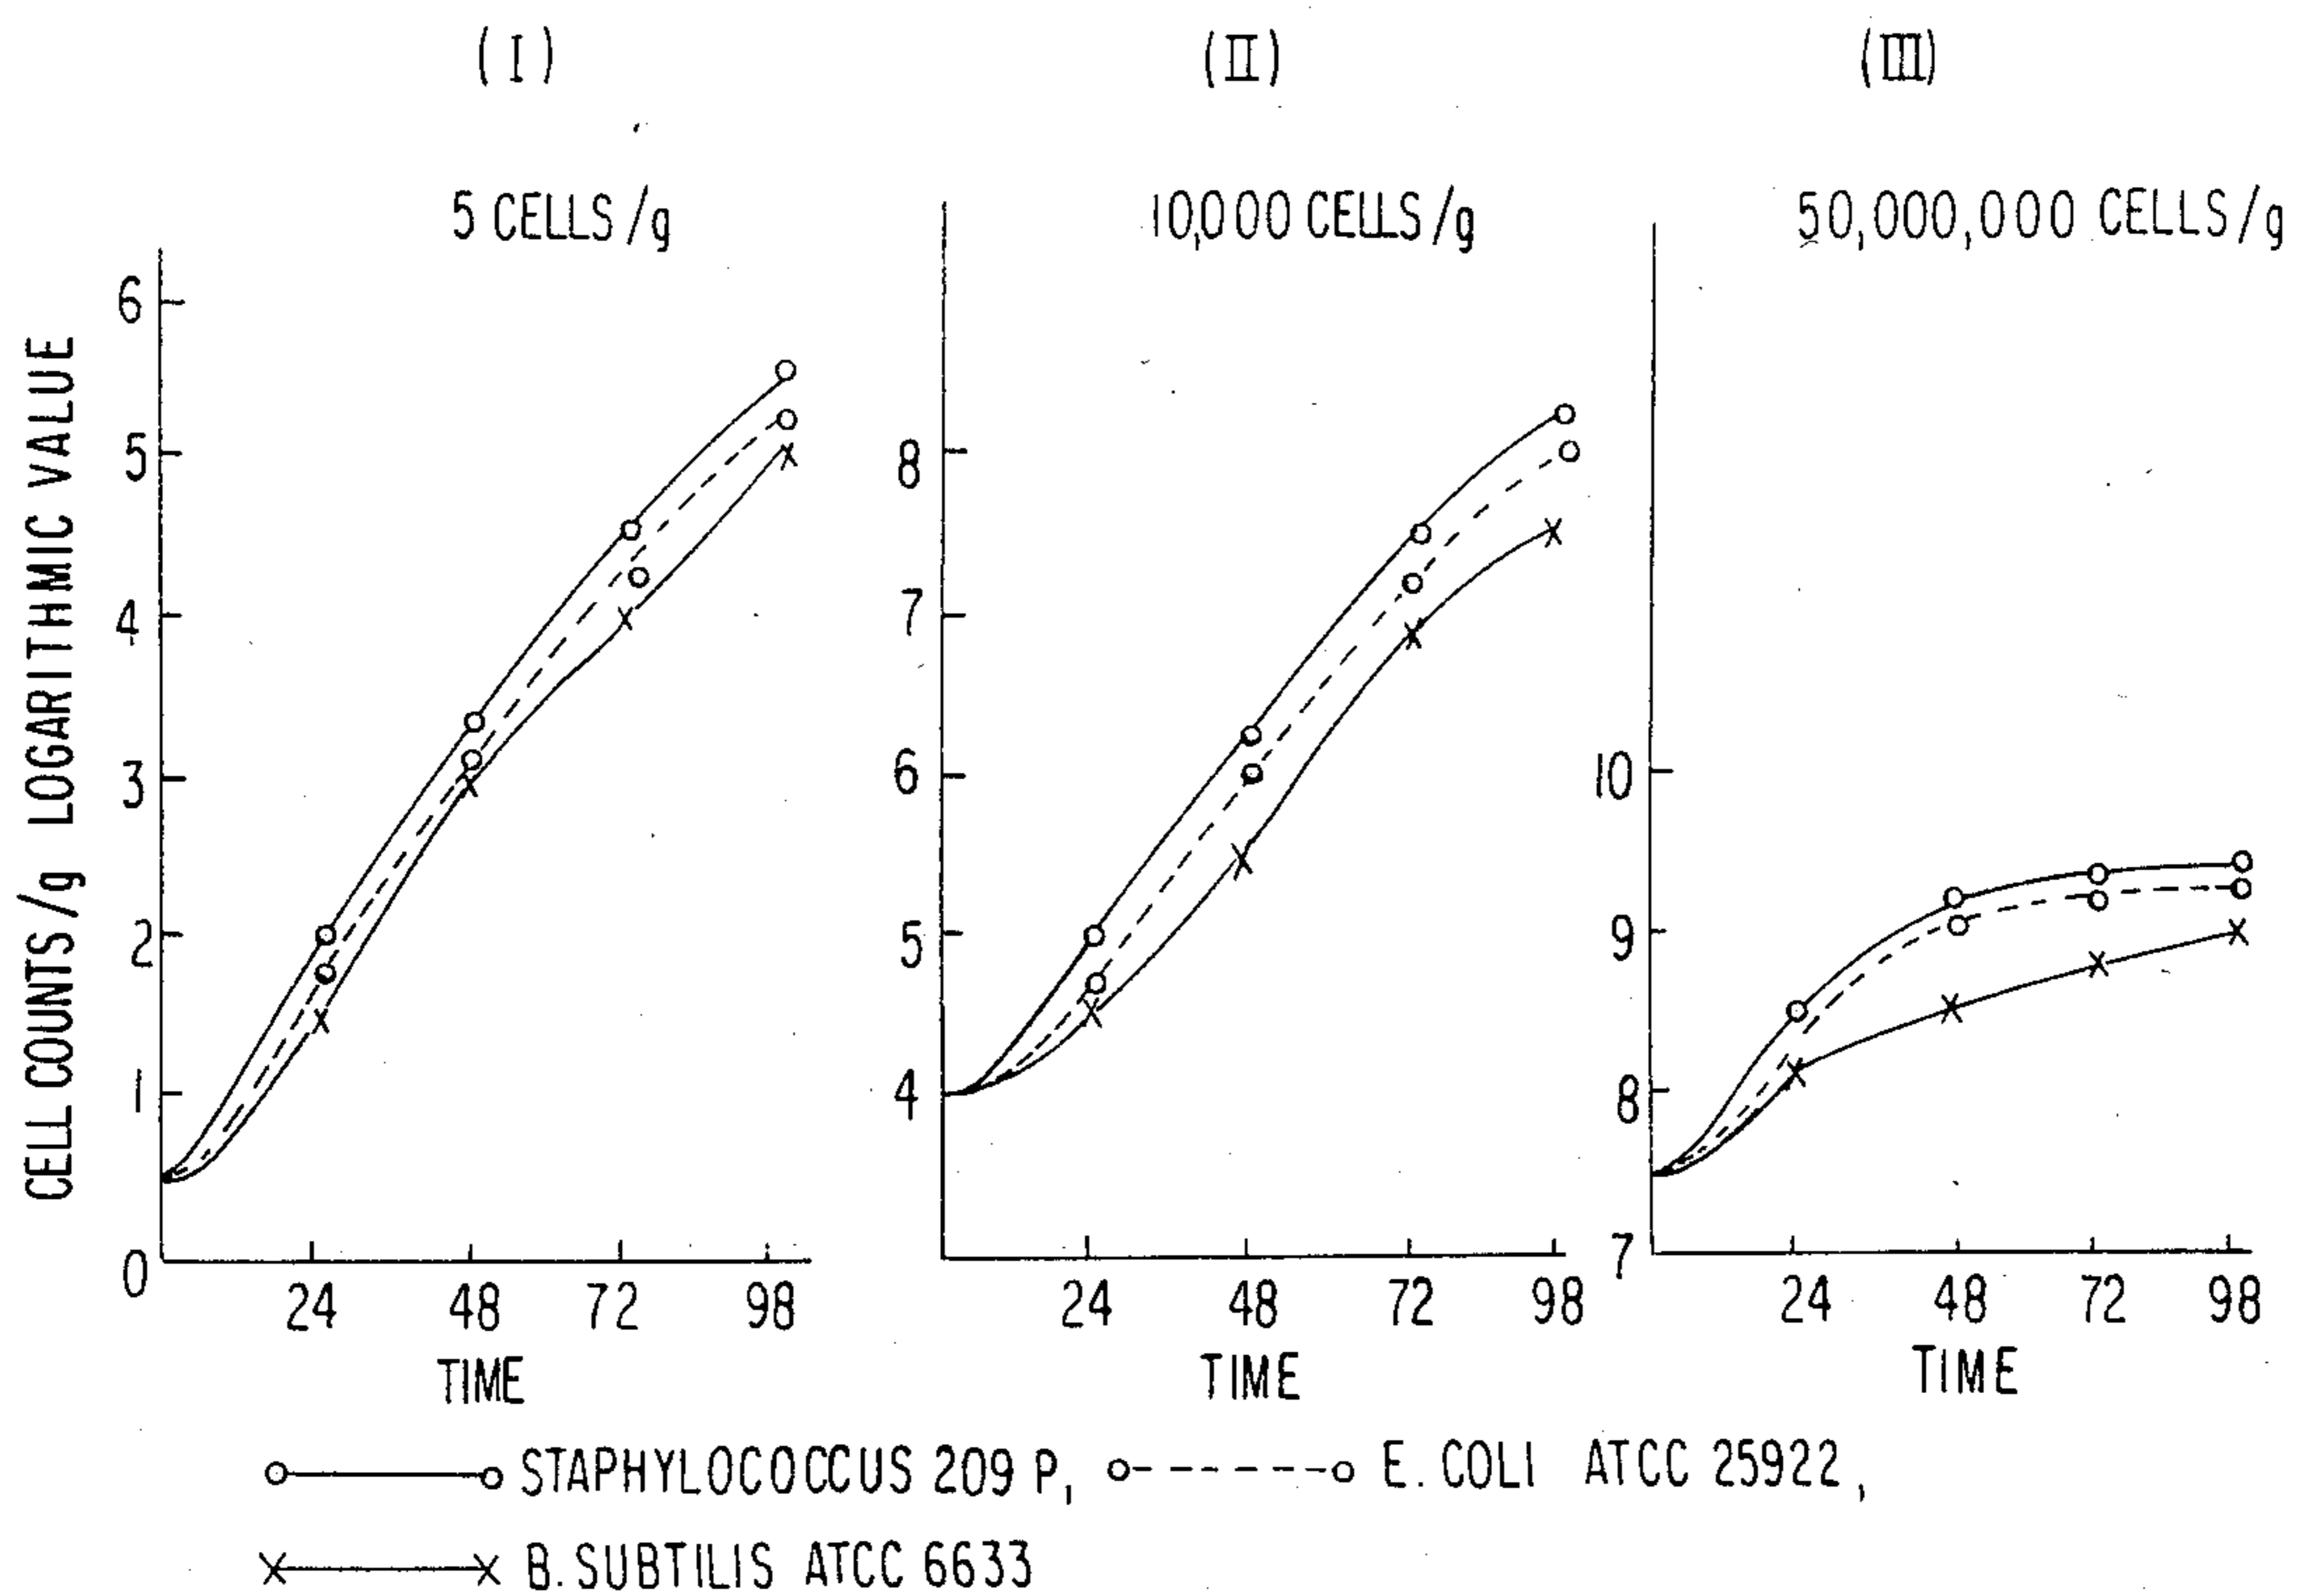 (I) (II) (III)
5 CELLS/g 10,000 CELLS/g 50,000,000 CELLS/g
CELL COUNTS/g LOGARITHMIC VALUE
6
5
4
3
2
1
0
24 48 72 98
TIME
8
7
6
5
4
24 48 72 98
TIME
10
9
8
7
24 48 72 98
TIME
STAPHYLOCOCCUS 209 P, E. COLI ATCC 25922,
B. SUBTILIS ATCC 6633